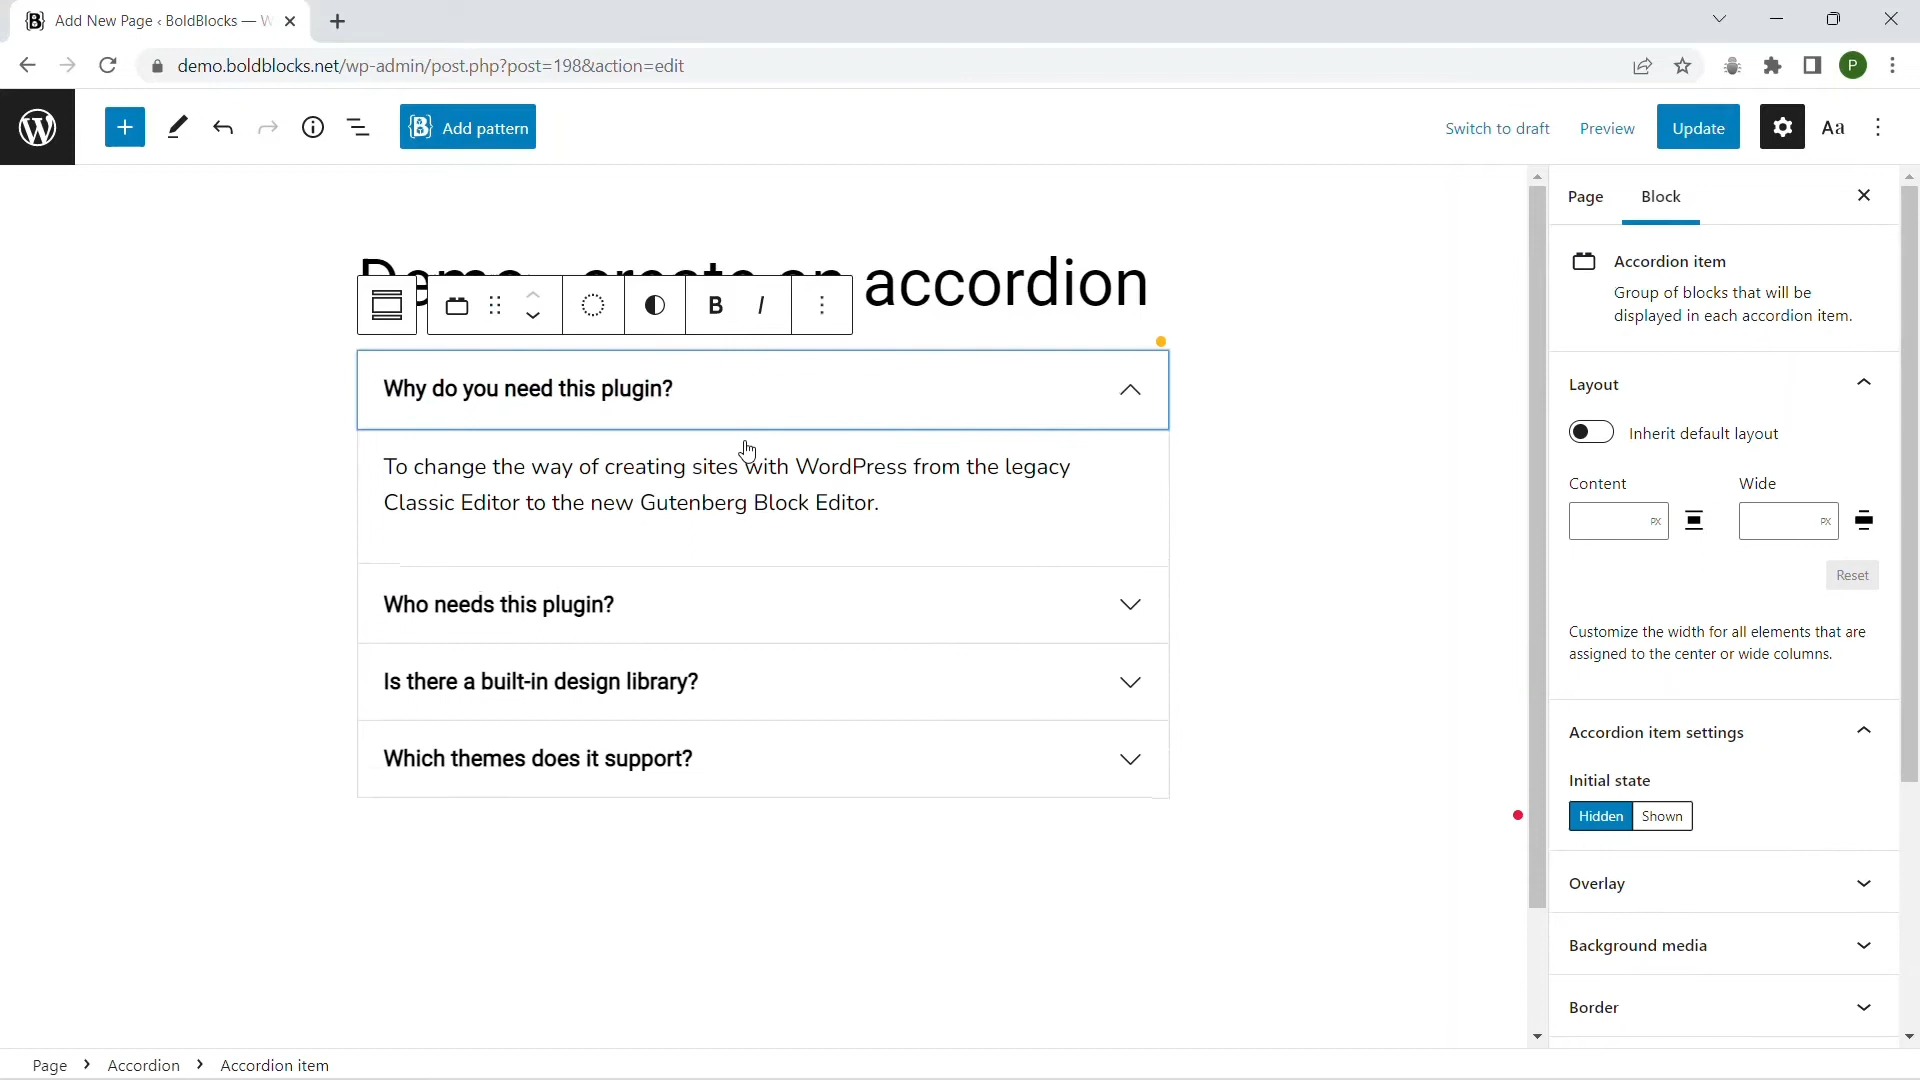 Add New Page ‹ BoldBlocks — W
demo.boldblocks.net/wp-admin/post.php?post=198&action=edit
P
Add pattern
Switch to draft
Preview
Update
Aa
Page
Block
accordion
B I
Accordion item
Group of blocks that will be
displayed in each accordion item.
Why do you need this plugin?
To change the way of creating sites with WordPress from the legacy
Classic Editor to the new Gutenberg Block Editor.
Who needs this plugin?
Is there a built-in design library?
Which themes does it support?
Layout
Inherit default layout
Content
Wide
PX
PX
Reset
Customize the width for all elements that are
assigned to the center or wide columns.
Accordion item settings
Initial state
Hidden
Shown
Overlay
Background media
Border
Page
Accordion
Accordion item